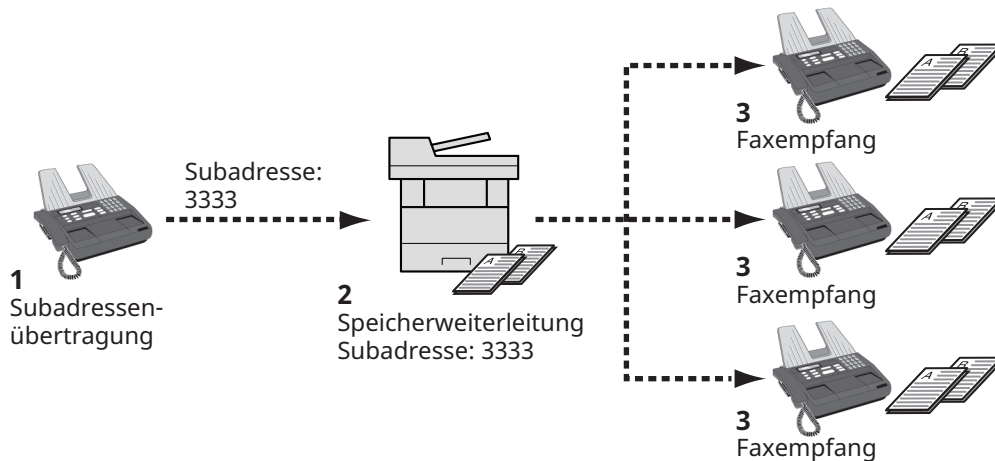 1
Subadressen-
übertragung
Subadresse:
3333
2
Speicherweiterleitung
Subadresse: 3333
A
B
3
Faxempfang
A
B
3
Faxempfang
A
B
3
Faxempfang
A
B